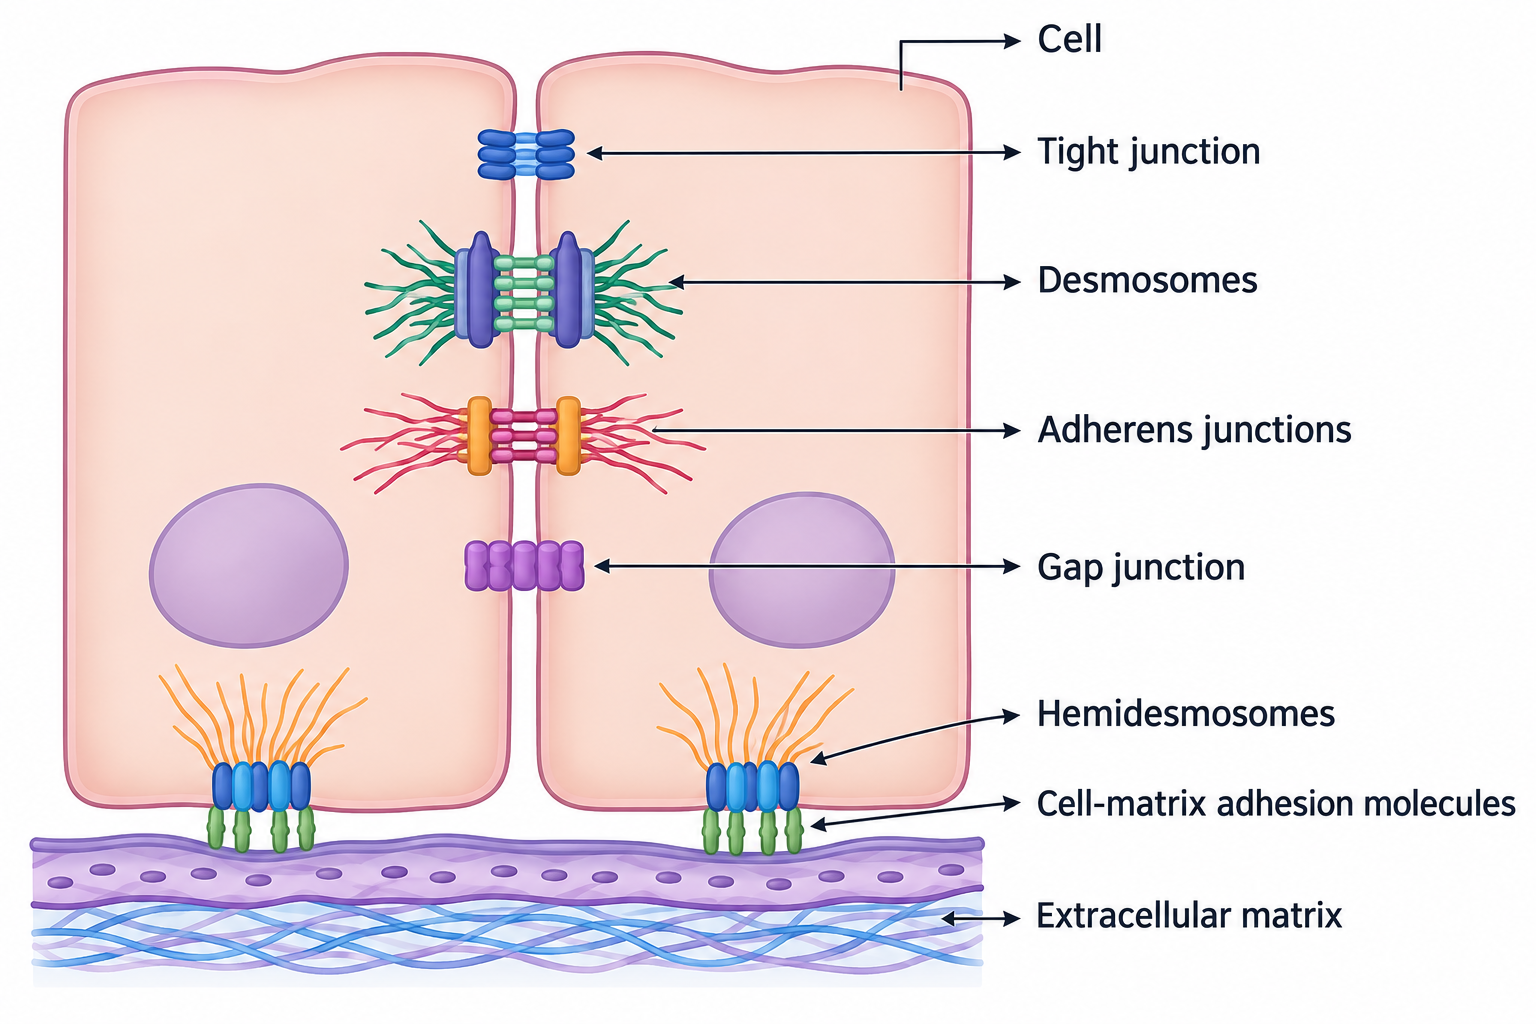 Cell
Tight junction
Desmosomes
Adherens junctions
Gap junction
Hemidesmosomes
Cell-matrix adhesion molecules
Extracellular matrix